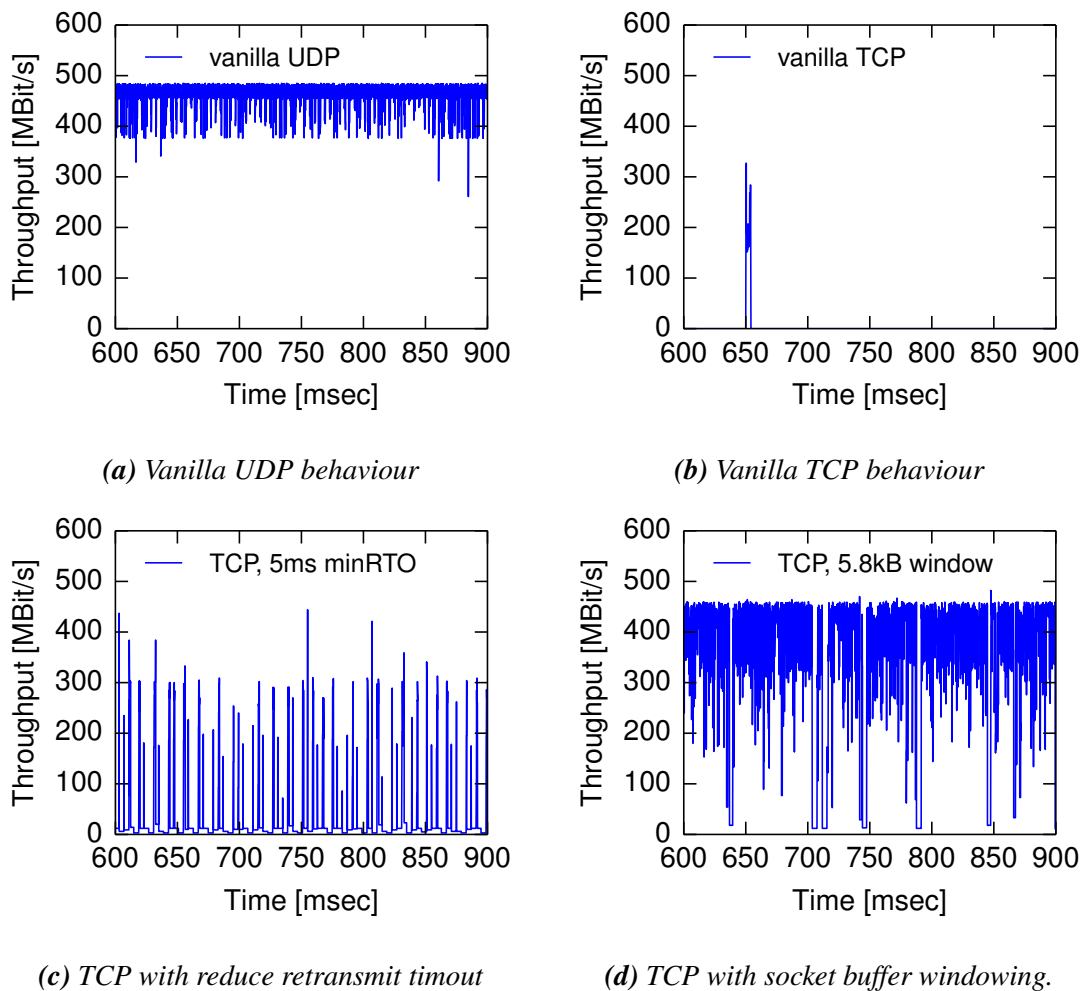 600
500
400
300
200
100
0
Throughput [MBit/s]
vanilla UDP
600 650 700 750 800 850 900
Time [msec]
(a) Vanilla UDP behaviour
600
500
400
300
200
100
0
Throughput [MBit/s]
vanilla TCP
600 650 700 750 800 850 900
Time [msec]
(b) Vanilla TCP behaviour
600
500
400
300
200
100
0
Throughput [MBit/s]
TCP, 5ms minRTO
600 650 700 750 800 850 900
Time [msec]
(c) TCP with reduce retransmit timout
600
500
400
300
200
100
0
Throughput [MBit/s]
TCP, 5.8kB window
600 650 700 750 800 850 900
Time [msec]
(d) TCP with socket buffer windowing.